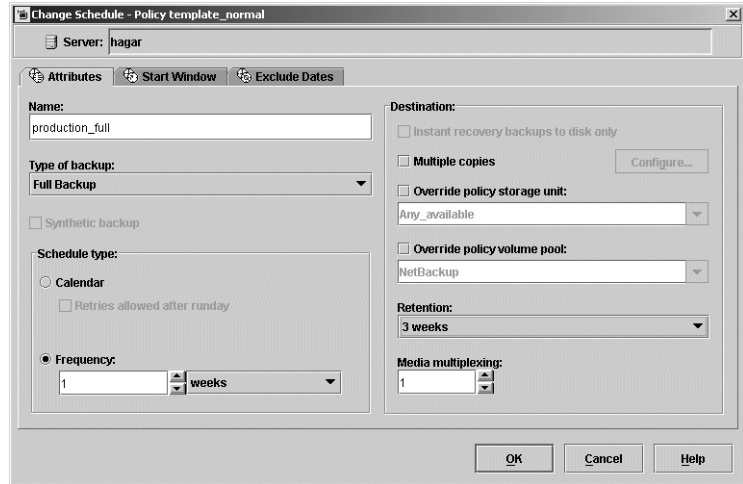 Change Schedule - Policy template_normal
Server: hagar
Attributes
Start Window
Exclude Dates
Name:
production_full
Type of backup:
Full Backup
Synthetic backup
Schedule type:
Calendar
Retries allowed after runday
Frequency:
1
weeks
Destination:
Instant recovery backups to disk only
Multiple copies
Configure...
Override policy storage unit:
Any_available
Override policy volume pool:
NetBackup
Retention:
3 weeks
Media multiplexing:
1
OK
Cancel
Help